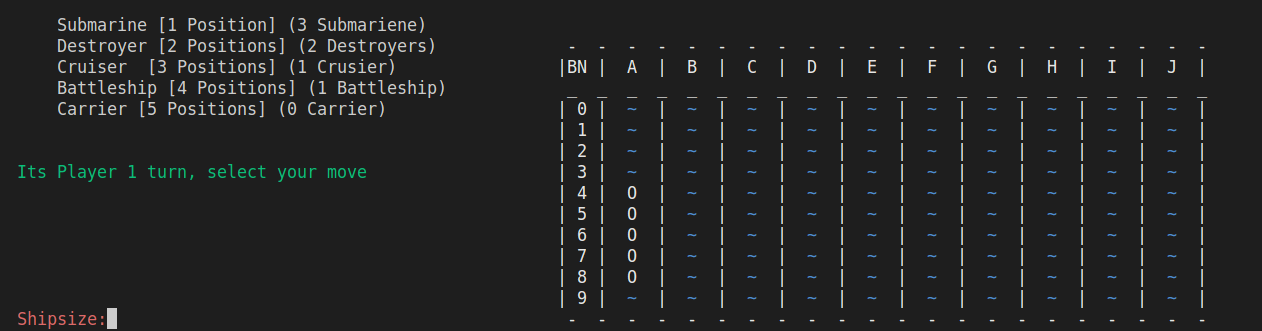 Submarine [1 Position] (3 Submariene)
Destroyer [2 Positions] (2 Destroyers)
Cruiser  [3 Positions] (1 Crusier)
Battleship [4 Positions] (1 Battleship)
Carrier [5 Positions] (0 Carrier)
Its Player 1 turn, select your move
Shipsize:
- - - - - - - - - - - - - - - - - - - - - -
|BN | A | B | C | D | E | F | G | H | I | J |
_ _ _ _ _ _ _ _ _ _ _ _ _ _ _ _ _ _ _ _ _ _
| 0 | ~ | ~ | ~ | ~ | ~ | ~ | ~ | ~ | ~ | ~ |
| 1 | ~ | ~ | ~ | ~ | ~ | ~ | ~ | ~ | ~ | ~ |
| 2 | ~ | ~ | ~ | ~ | ~ | ~ | ~ | ~ | ~ | ~ |
| 3 | ~ | ~ | ~ | ~ | ~ | ~ | ~ | ~ | ~ | ~ |
| 4 | O | ~ | ~ | ~ | ~ | ~ | ~ | ~ | ~ | ~ |
| 5 | O | ~ | ~ | ~ | ~ | ~ | ~ | ~ | ~ | ~ |
| 6 | O | ~ | ~ | ~ | ~ | ~ | ~ | ~ | ~ | ~ |
| 7 | O | ~ | ~ | ~ | ~ | ~ | ~ | ~ | ~ | ~ |
| 8 | O | ~ | ~ | ~ | ~ | ~ | ~ | ~ | ~ | ~ |
| 9 | ~ | ~ | ~ | ~ | ~ | ~ | ~ | ~ | ~ | ~ |
- - - - - - - - - - - - - - - - - - - - - -